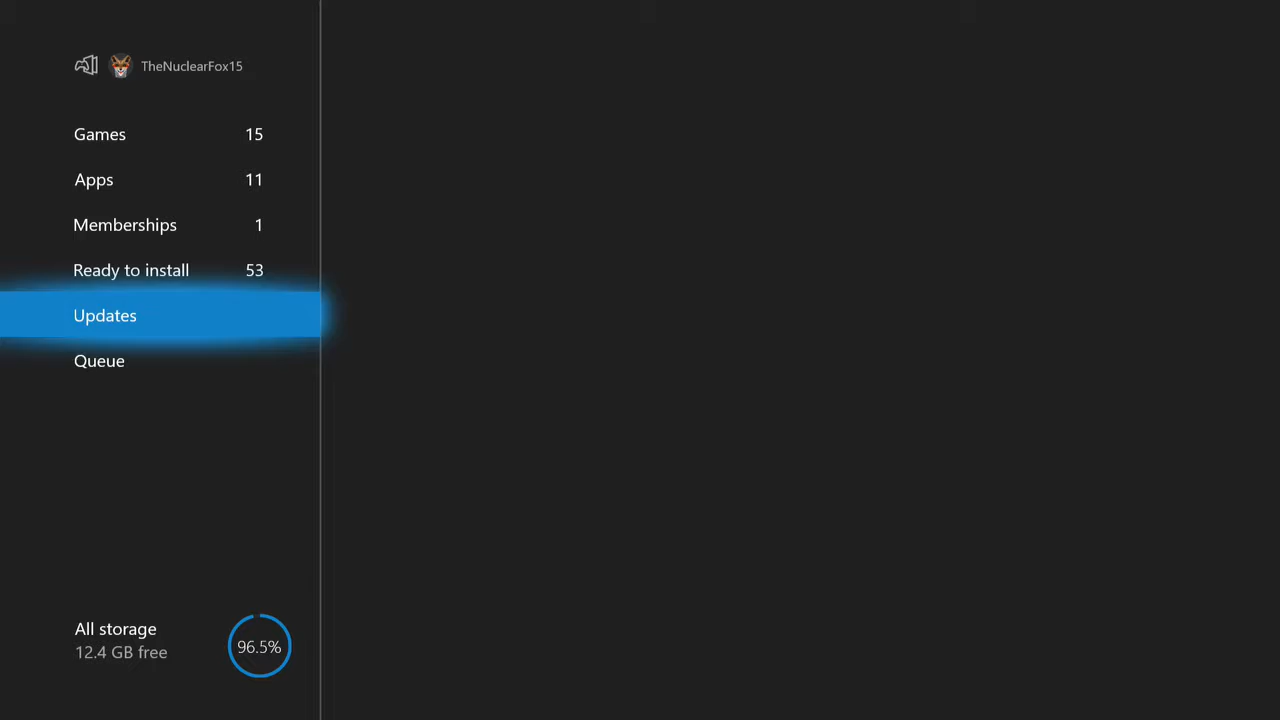 TheNuclearFox15
Games 15
Apps 11
Memberships 1
Ready to install 53
Updates
Queue
All storage
12.4 GB free
96.5%